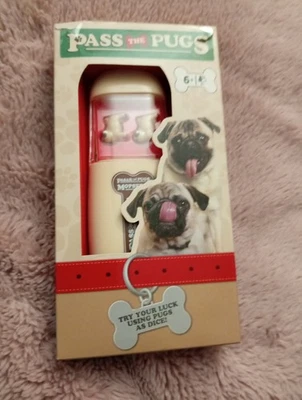 PASS THE PUGS
6+
TRY YOUR LUCK
USING PUGS
AS DICE!